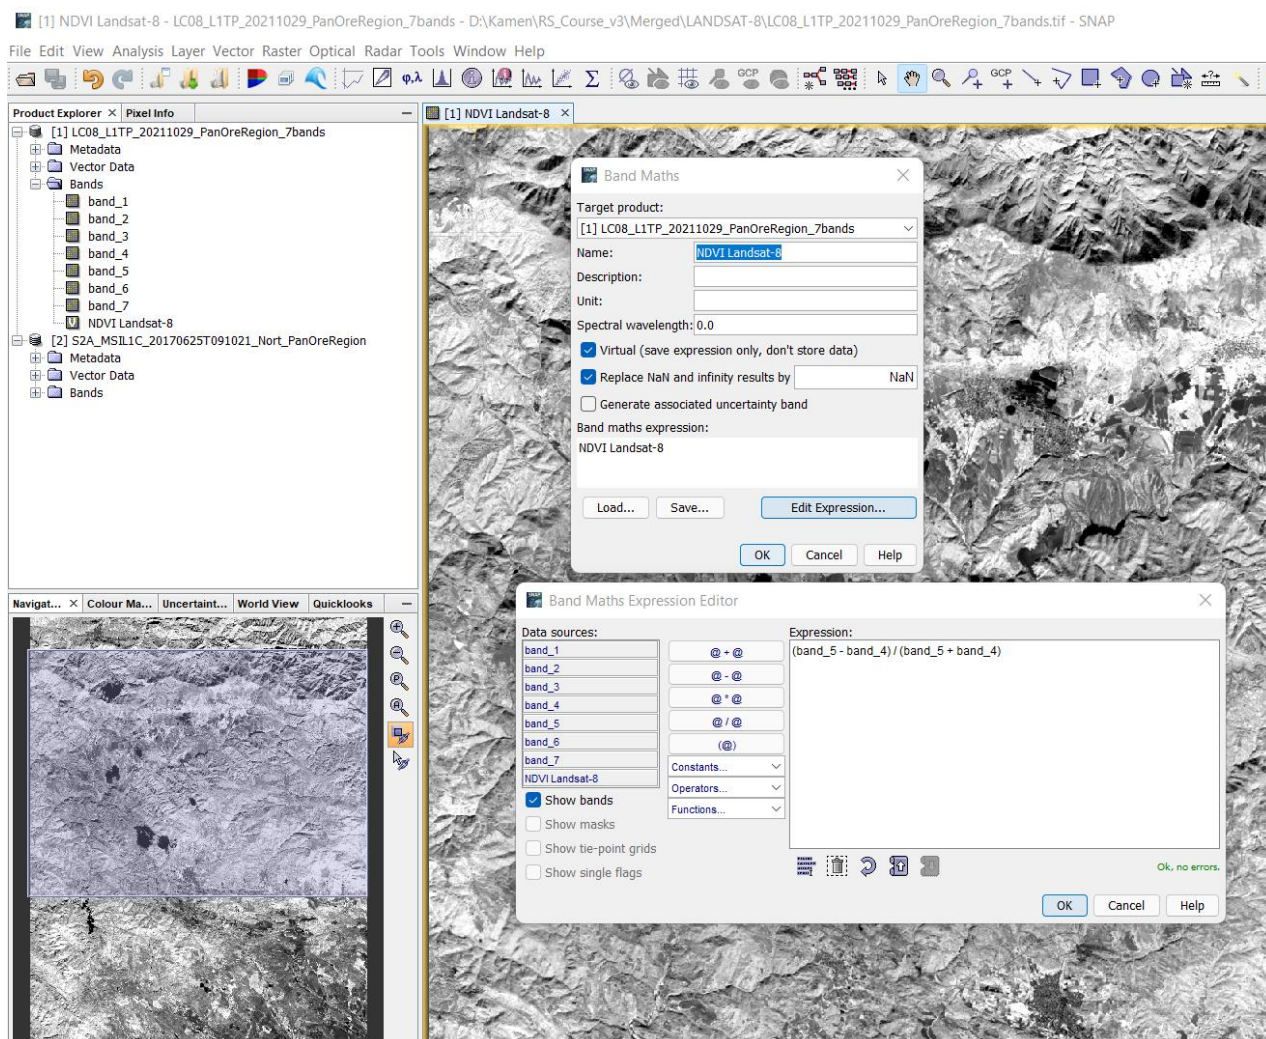 [1] NDVI Landsat-8 - LC08_L1TP_20211029_PanOreRegion_7bands - D:\Kamen\RS_Course_v3\Merged\LANDSAT-8\LC08_L1TP_20211029_PanOreRegion_7bands.tif - SNAP
File Edit View Analysis Layer Vector Raster Optical Radar Tools Window Help
φ,λ Σ GCP GCP
Product Explorer × Pixel Info
[1] NDVI Landsat-8 ×
[1] LC08_L1TP_20211029_PanOreRegion_7bands
Metadata
Vector Data
Bands
band_1
band_2
band_3
band_4
band_5
band_6
band_7
NDVI Landsat-8
[2] S2A_MSIL1C_20170625T091021_Nort_PanOreRegion
Metadata
Vector Data
Bands
Band Maths
Target product:
[1] LC08_L1TP_20211029_PanOreRegion_7bands
Name: NDVI Landsat-8
Description:
Unit:
Spectral wavelength: 0.0
Virtual (save expression only, don't store data)
Replace NaN and infinity results by NaN
Generate associated uncertainty band
Band maths expression:
NDVI Landsat-8
Load... Save... Edit Expression...
OK Cancel Help
Navigat... × Colour Ma... Uncertaint... World View Quicklooks
Band Maths Expression Editor
Data sources:
band_1
band_2
band_3
band_4
band_5
band_6
band_7
NDVI Landsat-8
Show bands
Show masks
Show tie-point grids
Show single flags
@ + @
@ - @
@ * @
@ / @
(@)
Constants...
Operators...
Functions...
Expression:
(band_5 - band_4) / (band_5 + band_4)
Ok, no errors.
OK Cancel Help